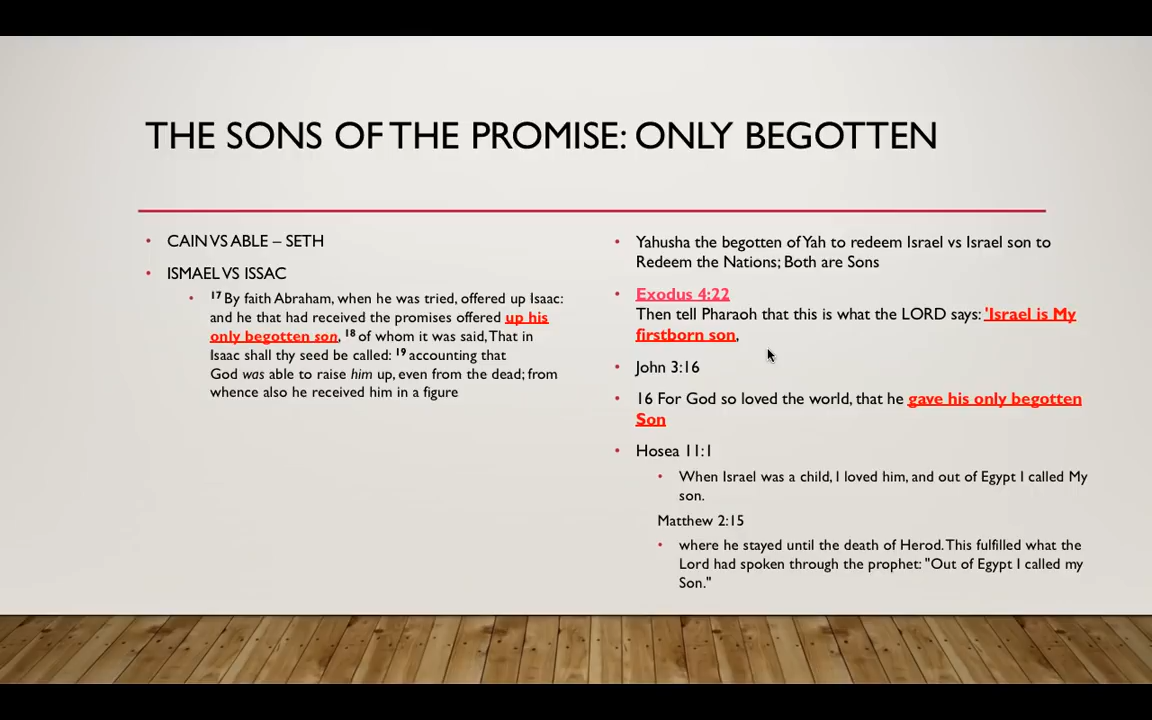 THE SONS OF THE PROMISE: ONLY BEGOTTEN
• CAIN VS ABLE – SETH
• ISMAEL VS ISSAC
• 17 By faith Abraham, when he was tried, offered up Isaac:
and he that had received the promises offered up his
only begotten son, 18 of whom it was said, That in
Isaac shall thy seed be called: 19 accounting that
God was able to raise him up, even from the dead; from
whence also he received him in a figure
• Yahusha the begotten of Yah to redeem Israel vs Israel son to
Redeem the Nations; Both are Sons
• Exodus 4:22
Then tell Pharaoh that this is what the LORD says: 'Israel is My
firstborn son,
• John 3:16
• 16 For God so loved the world, that he gave his only begotten
Son
• Hosea 11:1
• When Israel was a child, I loved him, and out of Egypt I called My
son.
Matthew 2:15
• where he stayed until the death of Herod. This fulfilled what the
Lord had spoken through the prophet: "Out of Egypt I called my
Son."